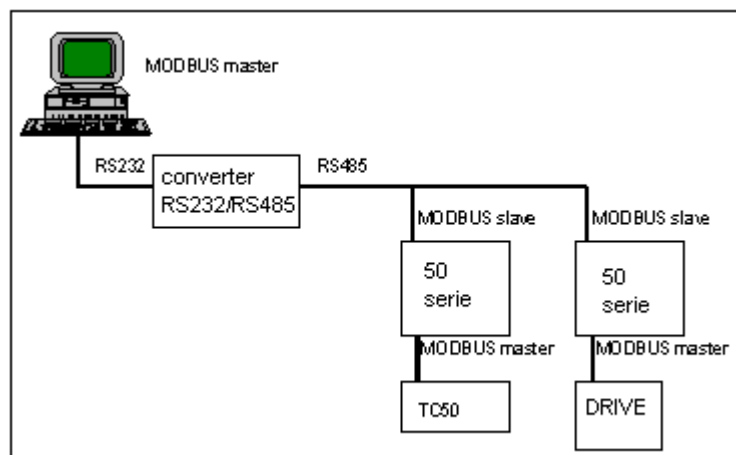 MODBUS master
RS232
RS485
converter
RS232/RS485
MODBUS slave
MODBUS slave
50
serie
50
serie
MODBUS master
MODBUS master
TC50
DRIVE